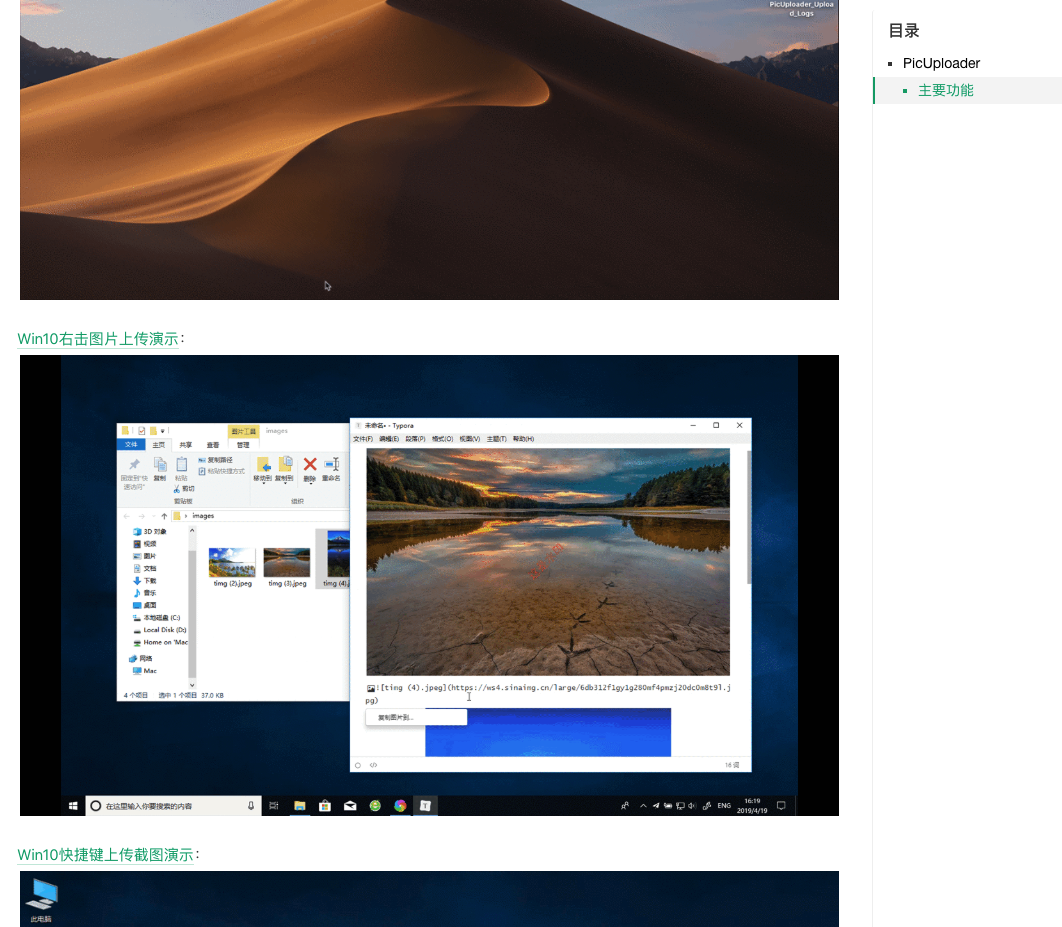 PicUploader_Uploa
d_Logs
目录
PicUploader
主要功能
Win10右击图片上传演示：
图片工具
images
文件
主页
共享
查看
管理
固定到"快
速访问"
复制
粘贴
复制路径
粘贴快捷方式
剪切
移动到
复制到
删除
重命名
剪贴板
组织
images
3D 对象
视频
图片
文档
下载
音乐
桌面
本地磁盘 (C:)
Local Disk (D:)
Home on 'Mac
网络
Mac
timg (2).jpeg
timg (3).jpeg
timg (4).j
4 个项目
选中 1 个项目 37.0 KB
未命名• - Typora
文件(F) 编辑(E) 段落(P) 格式(O) 视图(V) 主题(T) 帮助(H)
![timg (4).jpeg](https://ws4.sinaimg.cn/large/6db312f1gy1g280mf4pmzj20dc0m8t9l.j
pg)
复制图片到...
16 词
在这里输入你要搜索的内容
ENG
16:19
2019/4/19
Win10快捷键上传截图演示：
此电脑